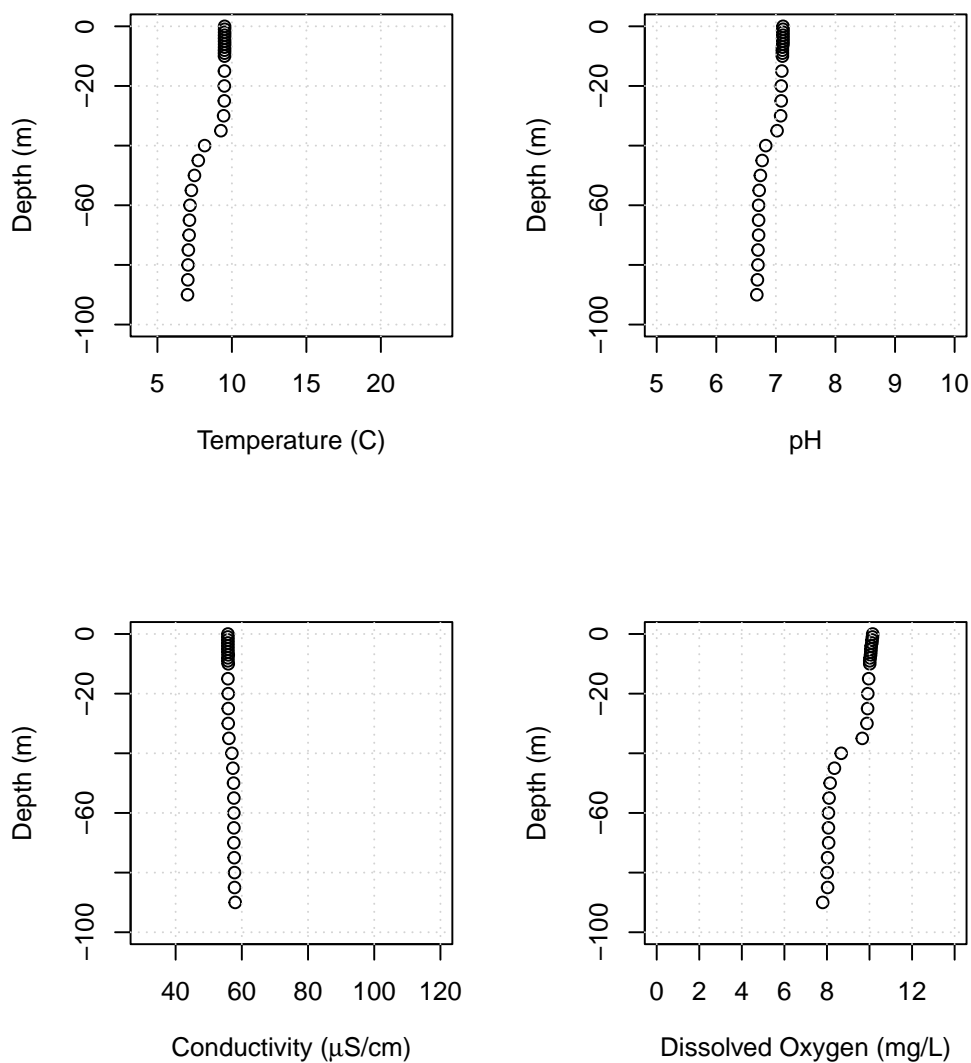 0
−20
−60
−100
Depth (m)
5 10 15 20
Temperature (C)
0
−20
−60
−100
Depth (m)
5 6 7 8 9 10
pH
0
−20
−60
−100
Depth (m)
40 60 80 100 120
Conductivity (μS/cm)
0
−20
−60
−100
Depth (m)
0 2 4 6 8 12
Dissolved Oxygen (mg/L)